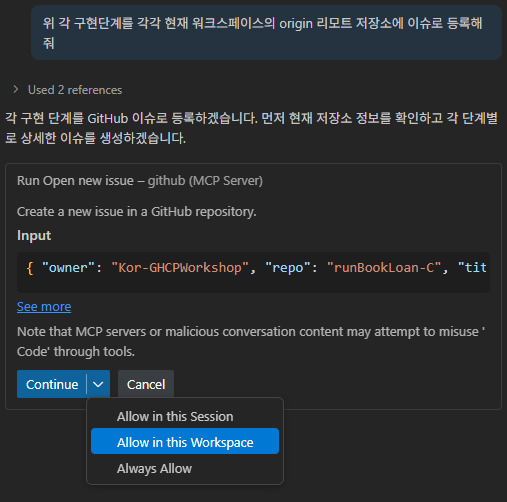 위 각 구현단계를 각각 현재 워크스페이스의 origin 리모트 저장소에 이슈로 등록해
줘
Used 2 references
각 구현 단계를 GitHub 이슈로 등록하겠습니다. 먼저 현재 저장소 정보를 확인하고 각 단계별
로 상세한 이슈를 생성하겠습니다.
Run Open new issue – github (MCP Server)
Create a new issue in a GitHub repository.
Input
{ "owner": "Kor-GHCPWorkshop", "repo": "runBookLoan-C", "tit
See more
Note that MCP servers or malicious conversation content may attempt to misuse '
Code' through tools.
Continue Cancel
Allow in this Session
Allow in this Workspace
Always Allow